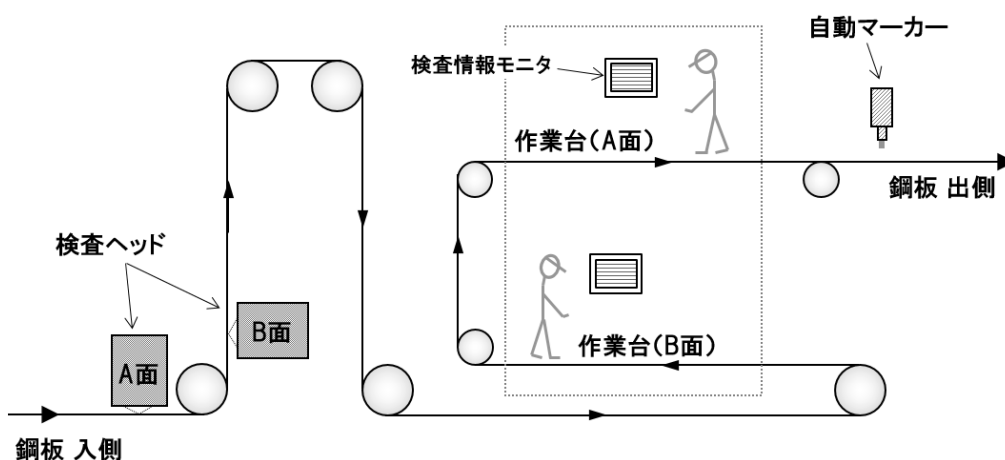 自動マーカー
検査情報モニタ
作業台(A面)
鋼板 出側
検査ヘッド
B面
作業台(B面)
A面
鋼板 入側